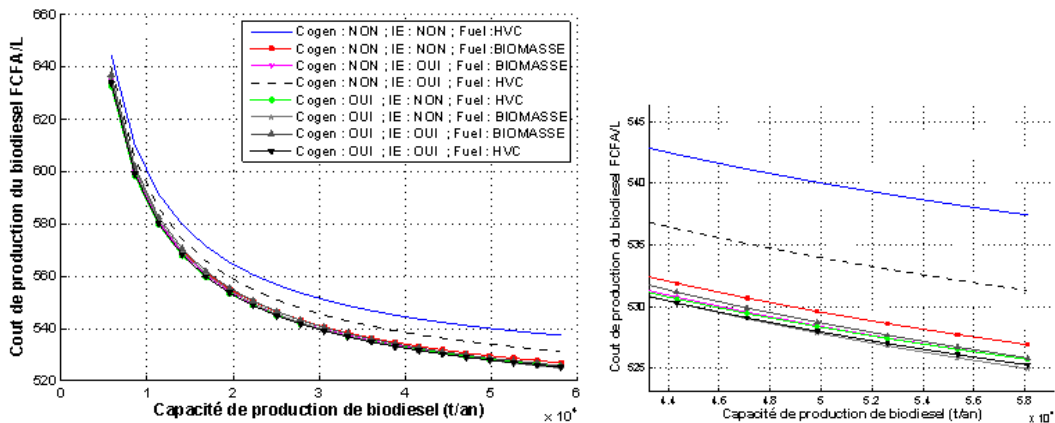 Cout de production du biodiesel FCFA/L
640
620
600
580
560
540
520
0
1
2
3
4
5
6
Capacité de production de biodiesel (t/an)
× 10⁴
Cogen : NON ; IE : NON ; Fuel : HVC
Cogen : NON ; IE : NON ; Fuel : BIOMASSE
Cogen : NON ; IE : OUI ; Fuel : BIOMASSE
Cogen : NON ; IE : OUI ; Fuel : HVC
Cogen : OUI ; IE : NON ; Fuel : HVC
Cogen : OUI ; IE : NON ; Fuel : BIOMASSE
Cogen : OUI ; IE : OUI ; Fuel : BIOMASSE
Cogen : OUI ; IE : OUI ; Fuel : HVC
Cout de production du biodiesel FCFA/L
545
540
535
530
525
4.4
4.6
4.8
5
5.2
5.4
5.6
5.8
Capacité de production de biodiesel (t/an)
× 10⁴